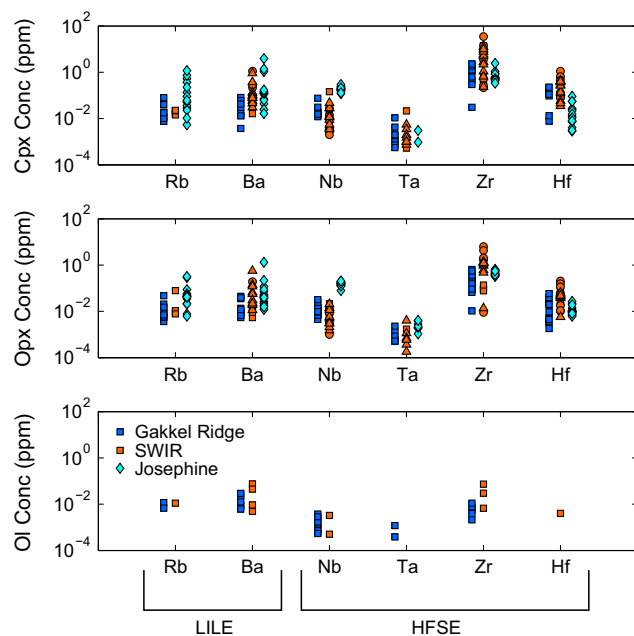 Cpx Conc (ppm)
10^2
10^0
10^-2
10^-4
Rb Ba Nb Ta Zr Hf
Opx Conc (ppm)
10^2
10^0
10^-2
10^-4
Rb Ba Nb Ta Zr Hf
Ol Conc (ppm)
10^2
10^0
10^-2
10^-4
Gakkel Ridge
SWIR
Josephine
Rb Ba Nb Ta Zr Hf
LILE HFSE